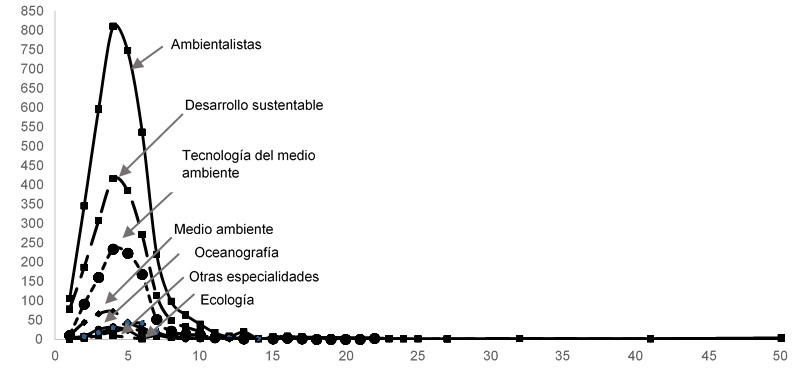 850
800
750
700
650
600
550
500
450
400
350
300
250
200
150
100
50
0
Ambientalistas
Desarrollo sustentable
Tecnología del medio
ambiente
Medio ambiente
Oceanografía
Otras especialidades
Ecología
0 5 10 15 20 25 30 35 40 45 50